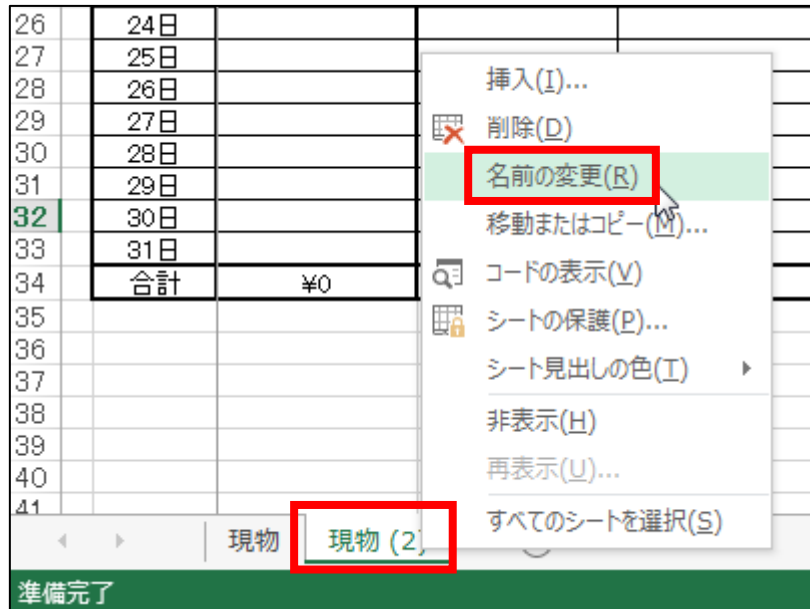 26 24日
27 25日
28 26日
29 27日
30 28日
31 29日
32 30日
33 31日
34 合計 ¥0
35
36
37
38
39
40
41
挿入(I)...
削除(D)
名前の変更(R)
移動またはコピー(M)...
コードの表示(V)
シートの保護(P)...
シート見出しの色(T)
非表示(H)
再表示(U)...
すべてのシートを選択(S)
現物 現物 (2)
準備完了